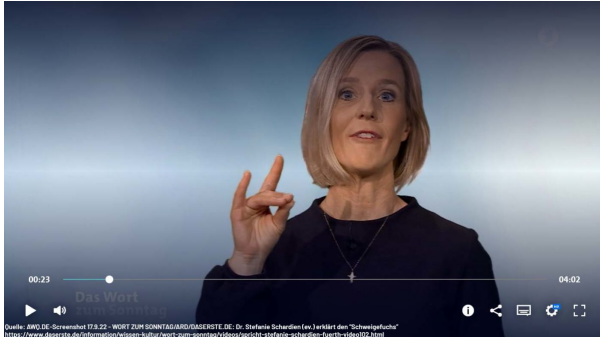 00:23
04:02
Das Wort
zum Sonntag
Quelle: AWQ.DE-Screenshot 17.9.22 - WORT ZUM SONNTAG/ARD/DASERSTE.DE: Dr. Stefanie Schardien (ev.) erklärt den "Schweigefuchs"
https://www.daserste.de/information/wissen-kultur/wort-zum-sonntag/videos/spricht-stefanie-schardien-fuerth-video102.html